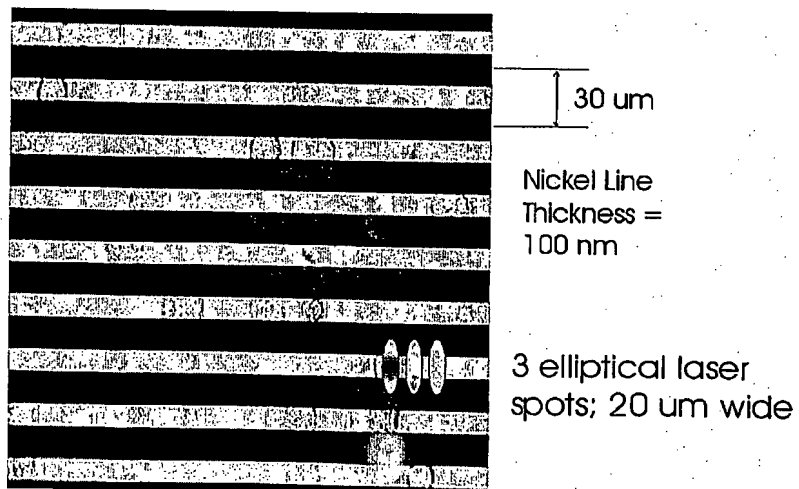 30 um
Nickel Line
Thickness =
100 nm
3 elliptical laser
spots; 20 um wide